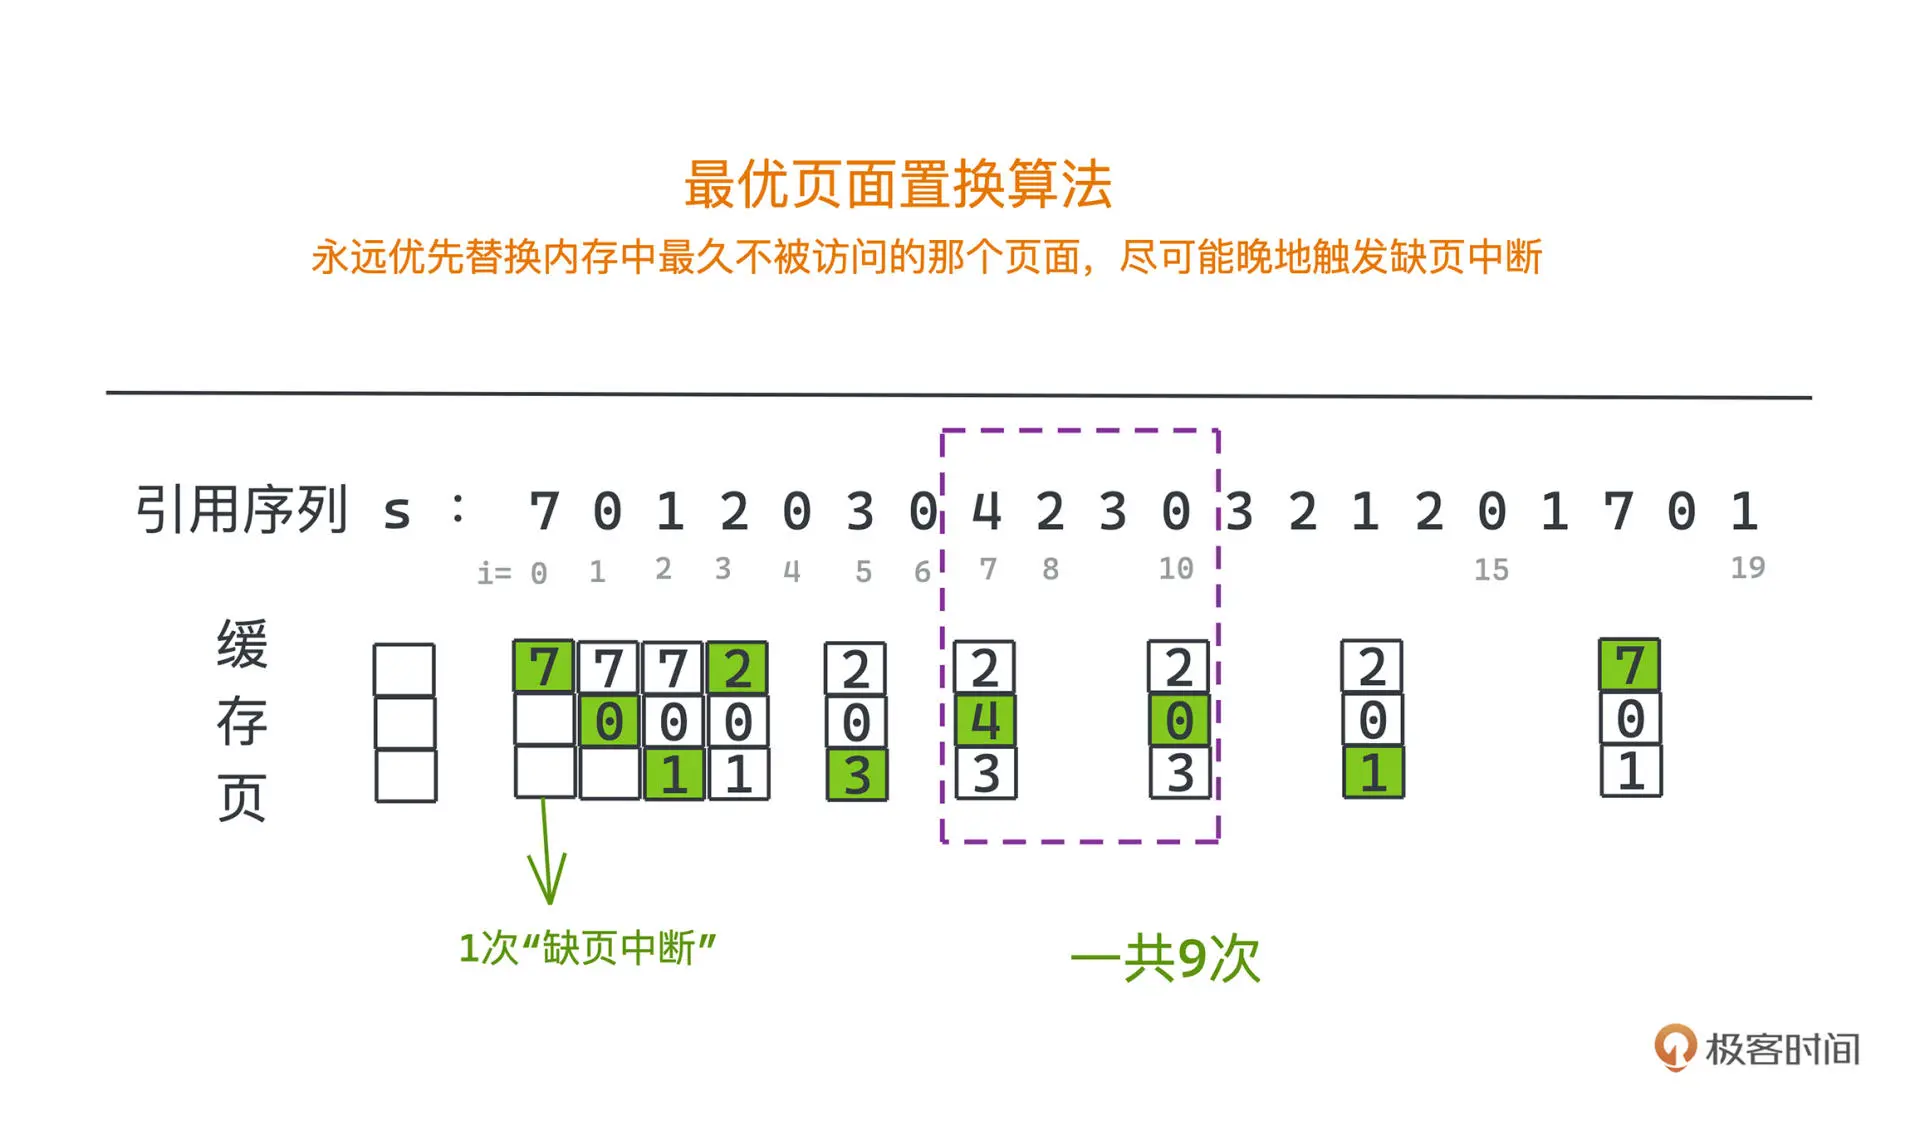 最优页面置换算法
永远优先替换内存中最久不被访问的那个页面，尽可能晚地触发缺页中断
引用序列 s : 7 0 1 2 0 3 0 4 2 3 0 3 2 1 2 0 1 7 0 1
i= 0 1 2 3 4 5 6 7 8 10 15 19
缓 7 7 7 2 2 2 2 2 7
存 0 0 0 0 4 0 0 0
页 1 1 3 3 3 1 1
1次“缺页中断”
一共9次
极客时间